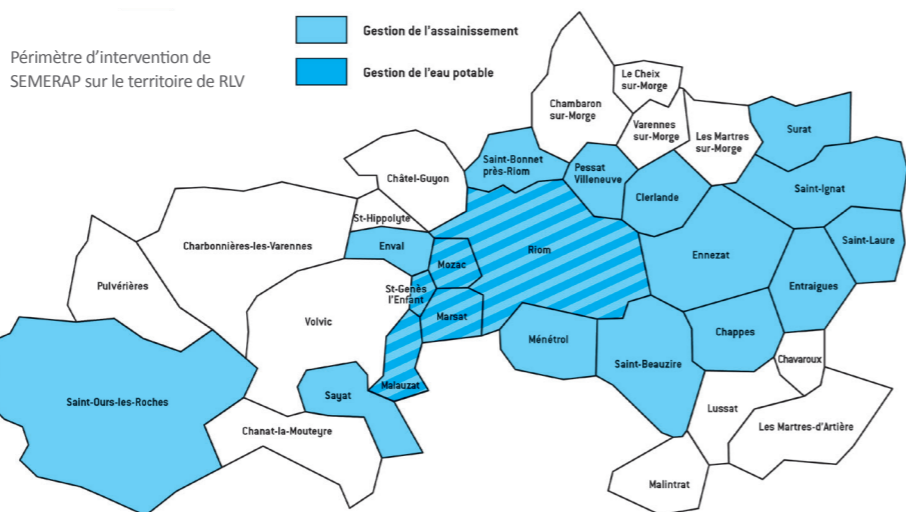 Périmètre d'intervention de
SEMERAP sur le territoire de RLV
Gestion de l'assainissement
Gestion de l'eau potable
Le Cheix
sur-Morge
Chambaron
sur-Morge
Varennes
sur-Morge
Les Martres
sur-Morge
Surat
Saint-Bonnet
près-Riom
Pessat
Villeneuve
Châtel-Guyon
Clerlande
Saint-Ignat
St-Hippolyte
Charbonnières-les-Varennes
Enval
Mozac
Riom
Ennezat
Saint-Laure
Pulvérières
St-Genés
l'Enfant
Entraigues
Volvic
Marsat
Ménétrol
Chappes
Saint-Beauzire
Chavaroux
Malauzat
Sayat
Saint-Ours-les-Roches
Lussat
Les Martres-d'Artière
Chanat-la-Mouteyre
Malintrat